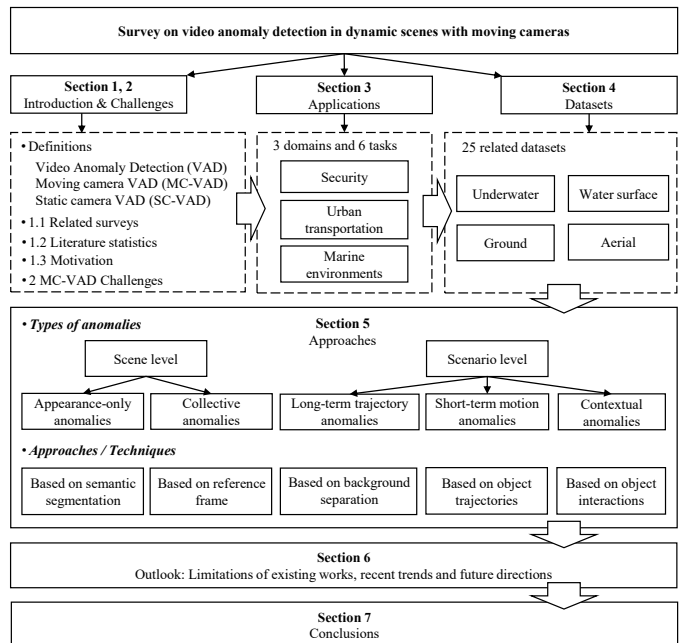 Survey on video anomaly detection in dynamic scenes with moving cameras
Section 1, 2
Introduction & Challenges
Section 3
Applications
Section 4
Datasets
• Definitions
Video Anomaly Detection (VAD)
Moving camera VAD (MC-VAD)
Static camera VAD (SC-VAD)
• 1.1 Related surveys
• 1.2 Literature statistics
• 1.3 Motivation
• 2 MC-VAD Challenges
3 domains and 6 tasks
Security
Urban
transportation
Marine
environments
25 related datasets
Underwater
Water surface
Ground
Aerial
• Types of anomalies
Section 5
Approaches
Scene level
Scenario level
Appearance-only
anomalies
Collective
anomalies
Long-term trajectory
anomalies
Short-term motion
anomalies
Contextual
anomalies
• Approaches / Techniques
Based on semantic
segmentation
Based on reference
frame
Based on background
separation
Based on object
trajectories
Based on object
interactions
Section 6
Outlook: Limitations of existing works, recent trends and future directions
Section 7
Conclusions